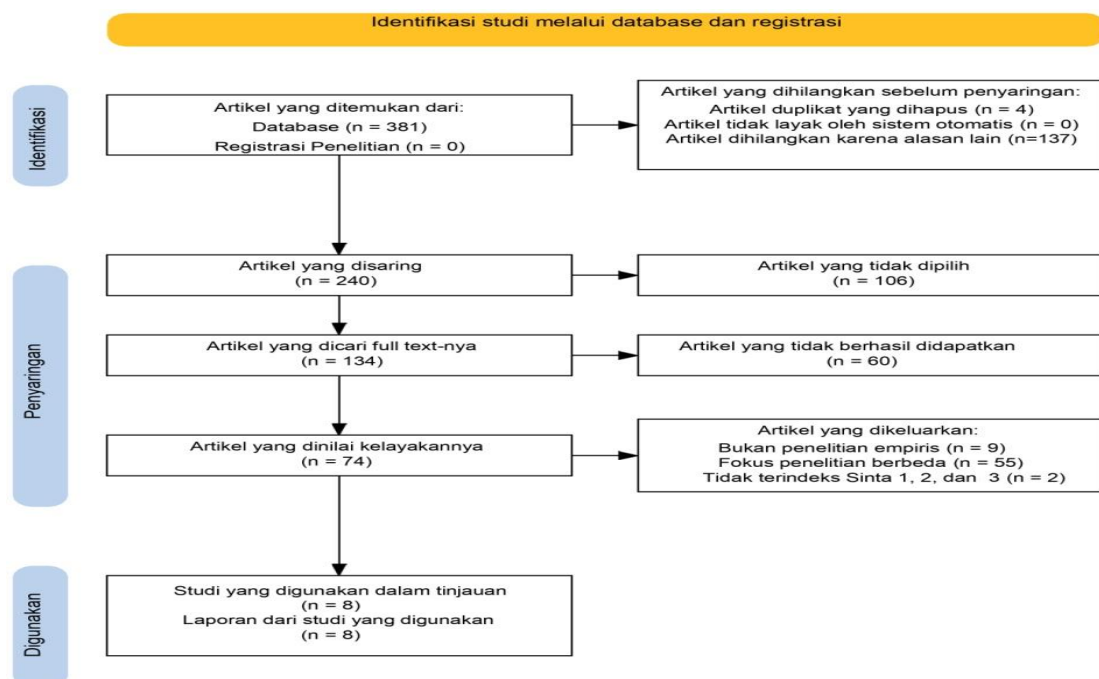 Identifikasi studi melalui database dan registrasi
Identifikasi
Artikel yang ditemukan dari:
Database (n = 381)
Registrasi Penelitian (n = 0)
Artikel yang dihilangkan sebelum penyaringan:
Artikel duplikat yang dihapus (n = 4)
Artikel tidak layak oleh sistem otomatis (n = 0)
Artikel dihilangkan karena alasan lain (n=137)
Penyaringan
Artikel yang disaring
(n = 240)
Artikel yang tidak dipilih
(n = 106)
Artikel yang dicari full text-nya
(n = 134)
Artikel yang tidak berhasil didapatkan
(n = 60)
Artikel yang dinilai kelayakannya
(n = 74)
Artikel yang dikeluarkan:
Bukan penelitian empiris (n = 9)
Fokus penelitian berbeda (n = 55)
Tidak terindeks Sinta 1, 2, dan 3 (n = 2)
Digunakan
Studi yang digunakan dalam tinjauan
(n = 8)
Laporan dari studi yang digunakan
(n = 8)